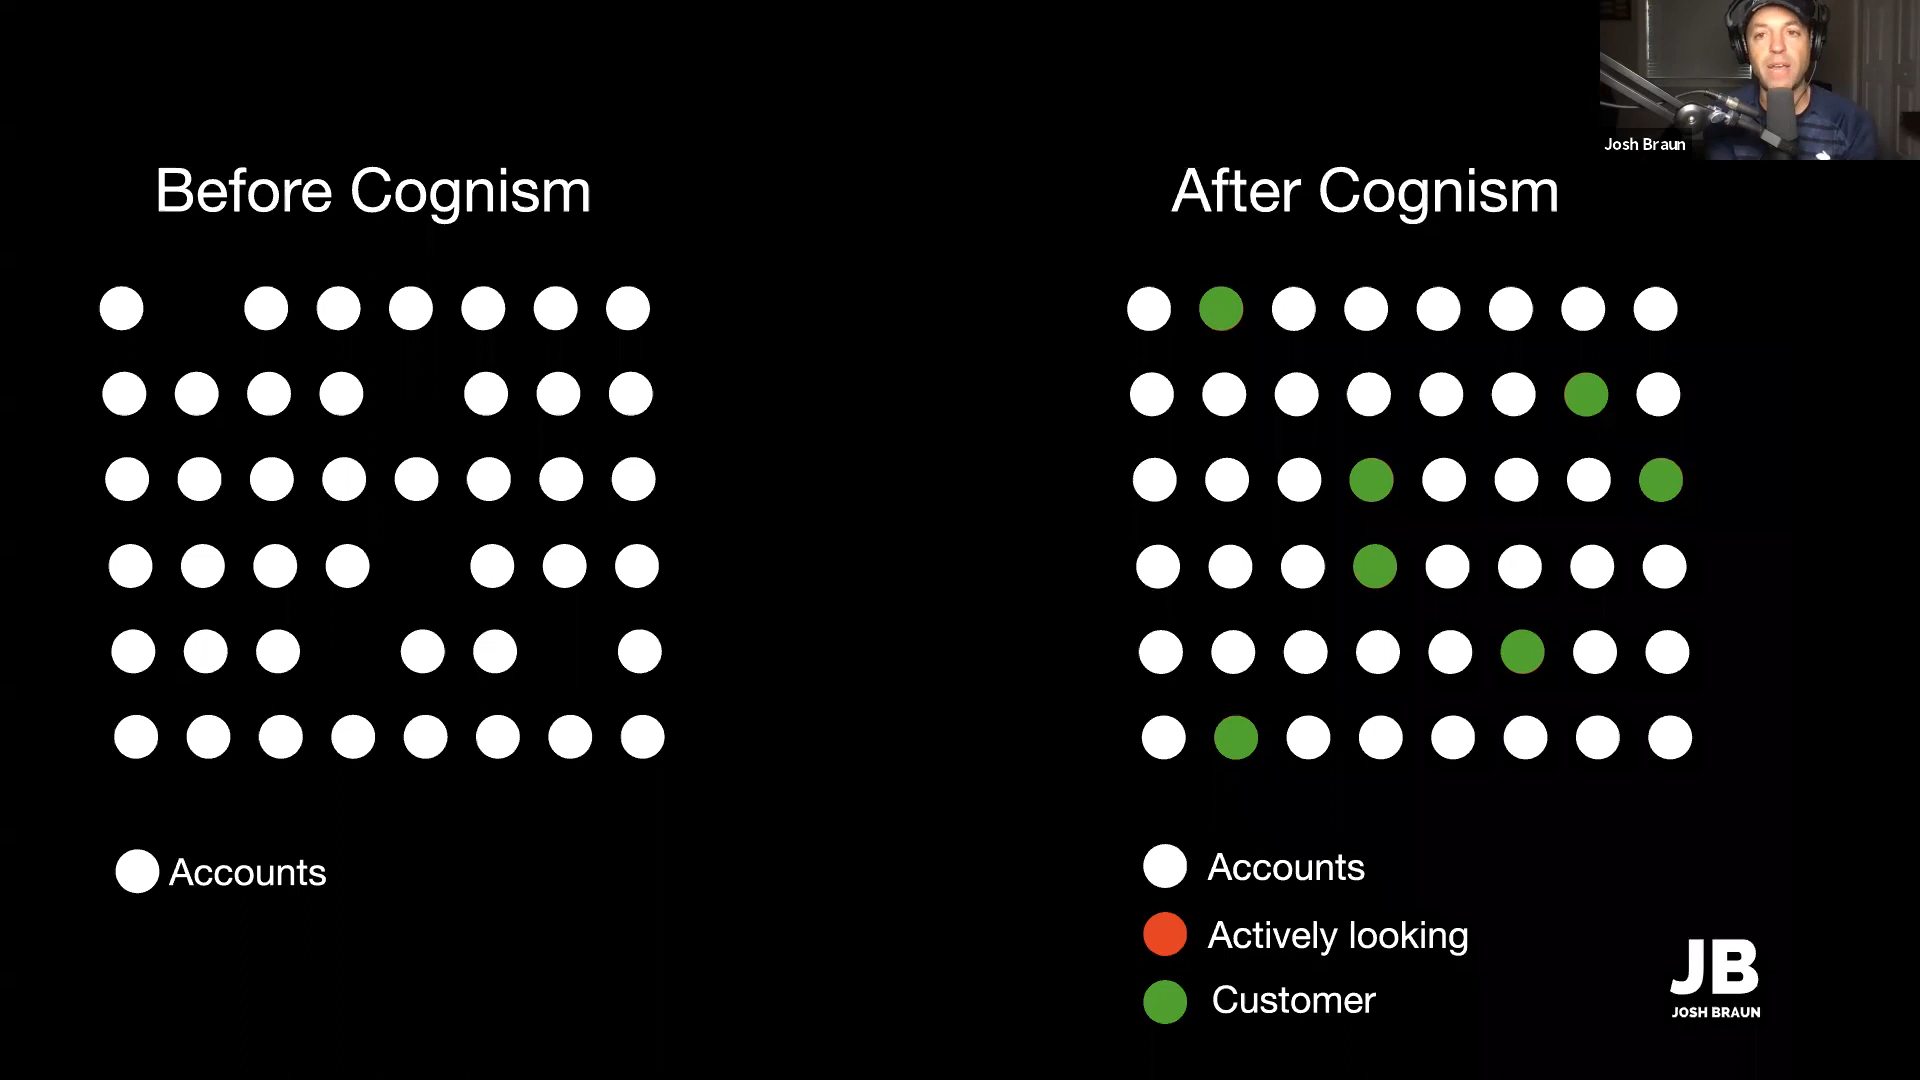 Josh Braun
Before Cognism
After Cognism
Accounts
Accounts
Actively looking
Customer
JB
JOSH BRAUN